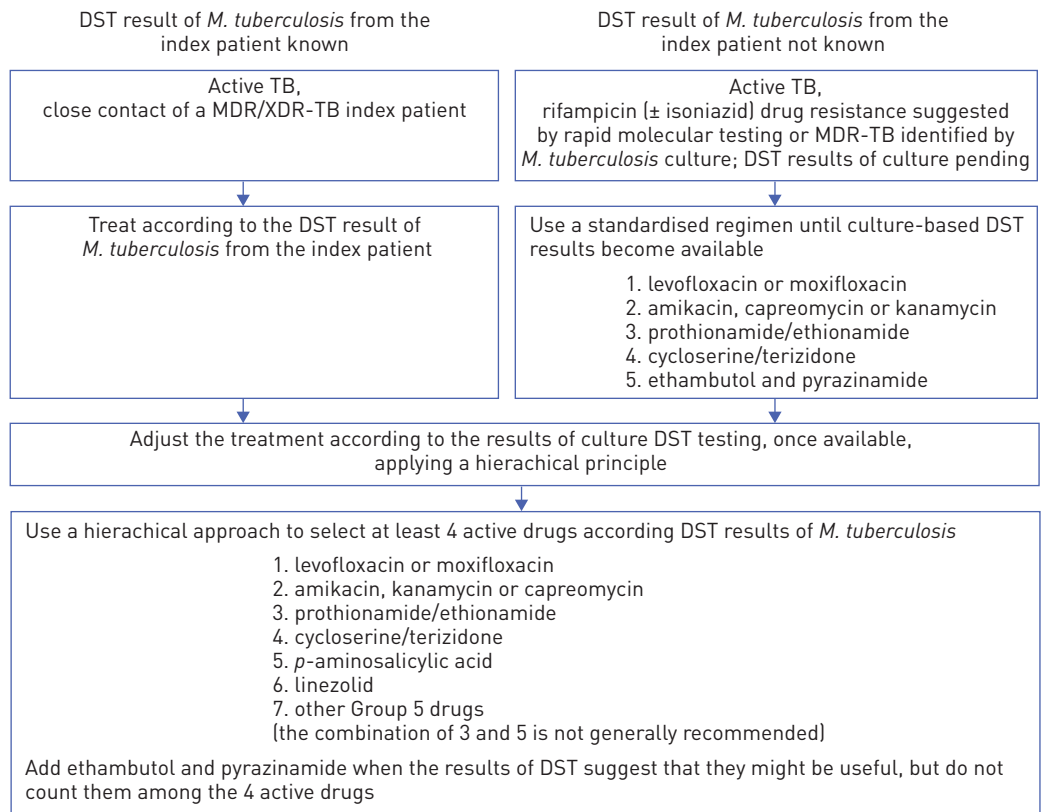 DST result of M. tuberculosis from the
index patient known
DST result of M. tuberculosis from the
index patient not known
Active TB,
close contact of a MDR/XDR-TB index patient
Active TB,
rifampicin (± isoniazid) drug resistance suggested
by rapid molecular testing or MDR-TB identified by
M. tuberculosis culture; DST results of culture pending
Treat according to the DST result of
M. tuberculosis from the index patient
Use a standardised regimen until culture-based DST
results become available
1. levofloxacin or moxifloxacin
2. amikacin, capreomycin or kanamycin
3. prothionamide/ethionamide
4. cycloserine/terizidone
5. ethambutol and pyrazinamide
Adjust the treatment according to the results of culture DST testing, once available,
applying a hierachical principle
Use a hierachical approach to select at least 4 active drugs according DST results of M. tuberculosis
1. levofloxacin or moxifloxacin
2. amikacin, kanamycin or capreomycin
3. prothionamide/ethionamide
4. cycloserine/terizidone
5. p-aminosalicylic acid
6. linezolid
7. other Group 5 drugs
(the combination of 3 and 5 is not generally recommended)
Add ethambutol and pyrazinamide when the results of DST suggest that they might be useful, but do not
count them among the 4 active drugs